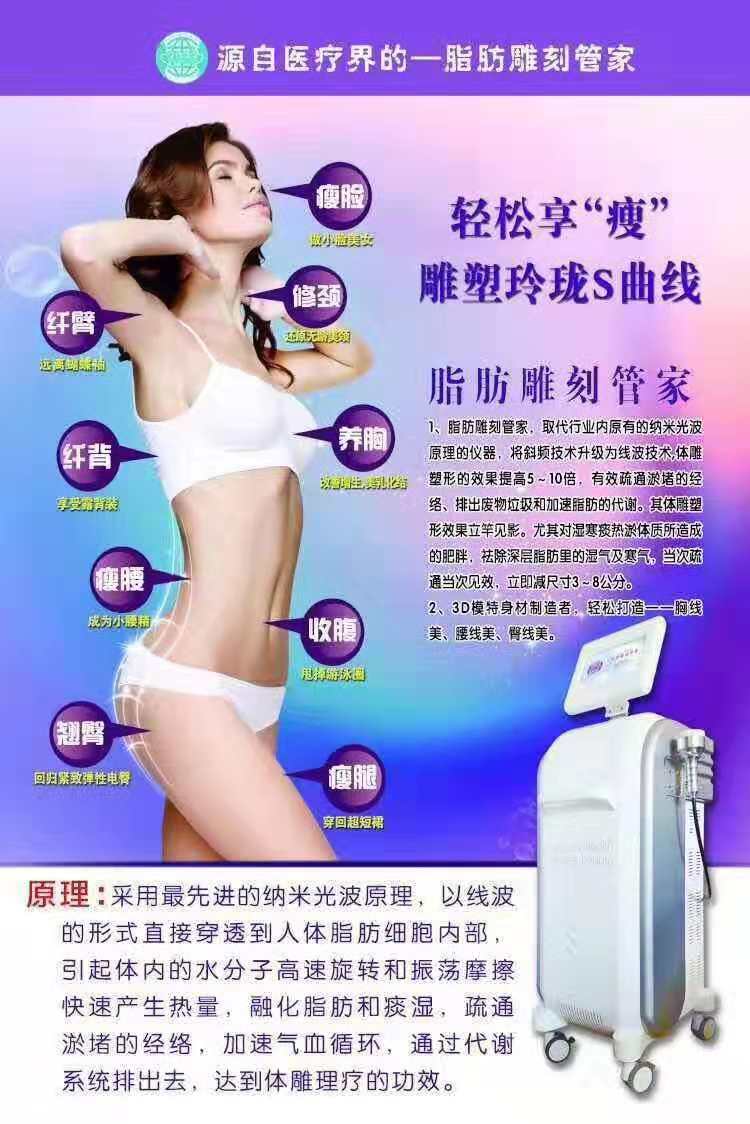 源自医疗界的—脂肪雕刻管家
瘦脸
做小脸美女
轻松享“瘦”
雕塑玲珑S曲线
修颈
还原无龄美颈
纤臂
远离蝴蝶袖
脂肪雕刻管家
1、脂肪雕刻管家，取代行业内原有的纳米光波
原理的仪器，将斜频技术升级为线波技术,体雕
塑形的效果提高5~10倍，有效疏通淤堵的经
络、排出废物垃圾和加速脂肪的代谢。其体雕塑
形效果立竿见影。尤其对湿寒痰热淤体质所造成
的肥胖，祛除深层脂肪里的湿气及寒气，当次疏
通当次见效，立即减尺寸3~8公分。
2、3D模特身材制造者，轻松打造——胸线
美、腰线美、臀线美。
养胸
改善增生,美乳化结
纤背
享受露背装
瘦腰
成为小腰精
收腹
甩掉游泳圈
翘臀
回归紧致弹性电臀
瘦腿
穿回超短裙
原理：采用最先进的纳米光波原理，以线波
的形式直接穿透到人体脂肪细胞内部，
引起体内的水分子高速旋转和振荡摩擦
快速产生热量，融化脂肪和痰湿，疏通
淤堵的经络，加速气血循环，通过代谢
系统排出去，达到体雕理疗的功效。